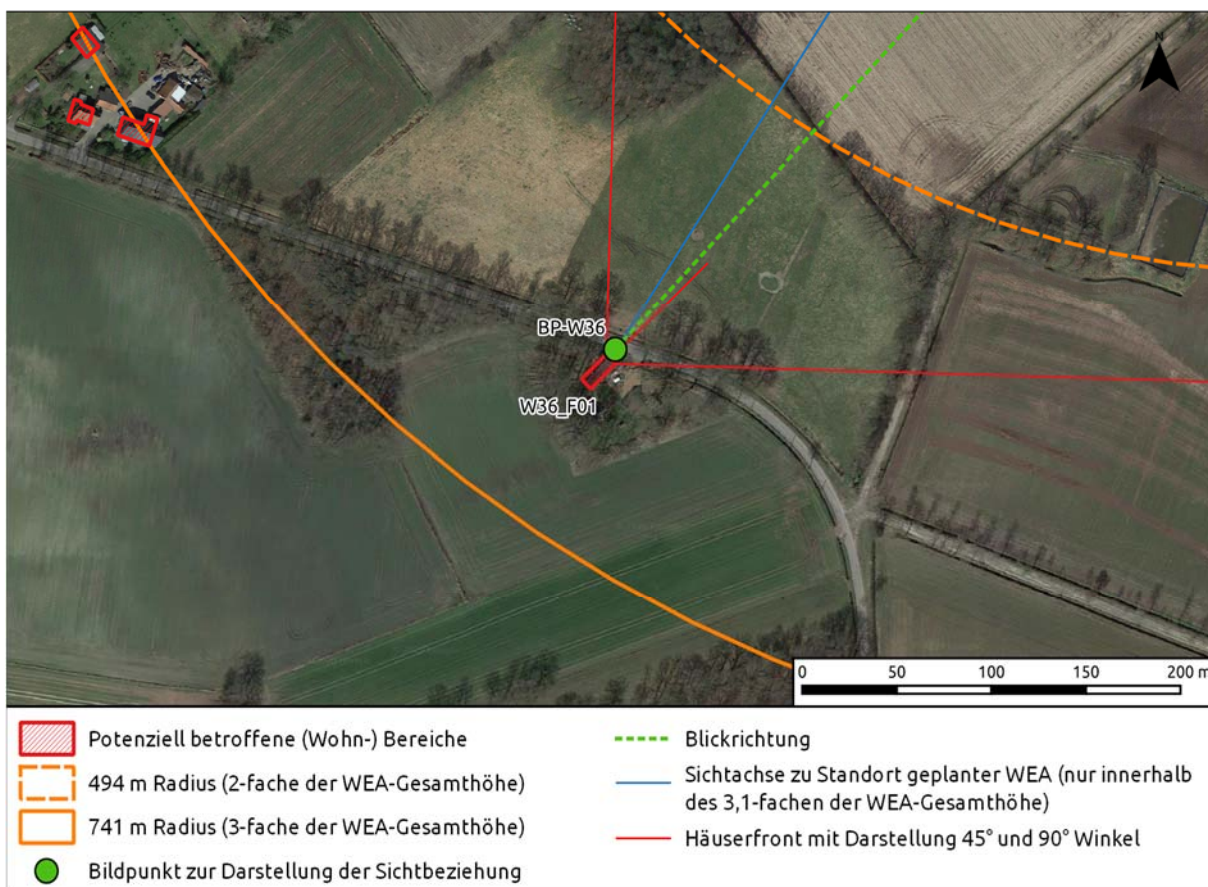 N
BP-W36
W36_F01
0 50 100 150 200 m
Potenziell betroffene (Wohn-) Bereiche
494 m Radius (2-fache der WEA-Gesamthöhe)
741 m Radius (3-fache der WEA-Gesamthöhe)
Bildpunkt zur Darstellung der Sichtbeziehung
Blickrichtung
Sichtachse zu Standort geplanter WEA (nur innerhalb
des 3,1-fachen der WEA-Gesamthöhe)
Häuserfront mit Darstellung 45° und 90° Winkel